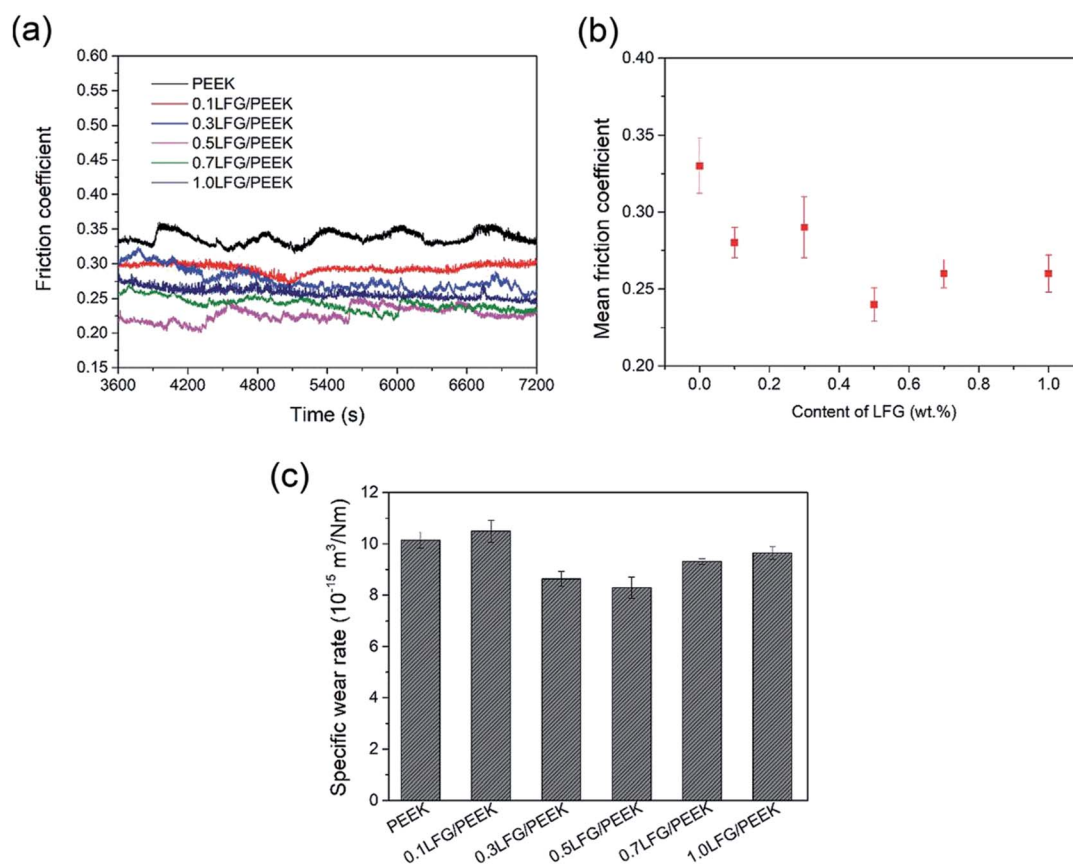 (a)
0.60
0.55
0.50
0.45
0.40
0.35
0.30
0.25
0.20
0.15
Friction coefficient
PEEK
0.1LFG/PEEK
0.3LFG/PEEK
0.5LFG/PEEK
0.7LFG/PEEK
1.0LFG/PEEK
3600 4200 4800 5400 6000 6600 7200
Time (s)
(b)
0.40
0.35
0.30
0.25
0.20
Mean friction coefficient
0.0 0.2 0.4 0.6 0.8 1.0
Content of LFG (wt.%)
(c)
12
10
8
6
4
2
0
Specific wear rate (10⁻¹⁵ m³/Nm)
PEEK
0.1LFG/PEEK
0.3LFG/PEEK
0.5LFG/PEEK
0.7LFG/PEEK
1.0LFG/PEEK